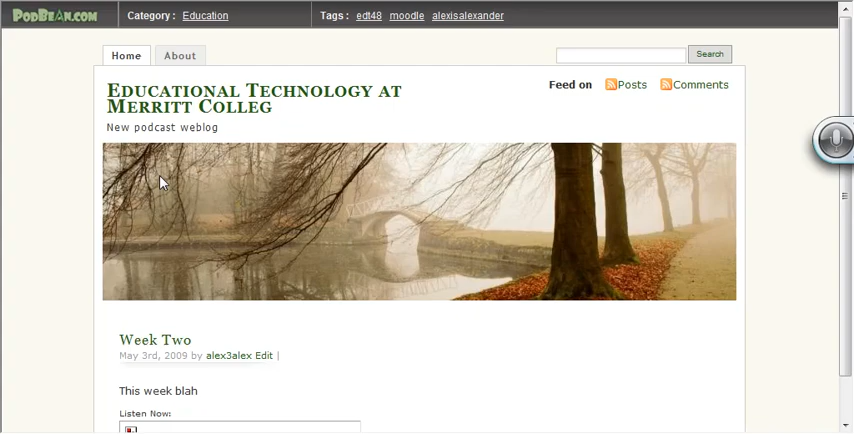 PODBEAN.COM Category : Education Tags : edt48 moodle alexisalexander
Home About Search
Feed on Posts Comments
EDUCATIONAL TECHNOLOGY AT
MERRITT COLLEG
New podcast weblog
Week Two
May 3rd, 2009 by alex3alex Edit |
This week blah
Listen Now: